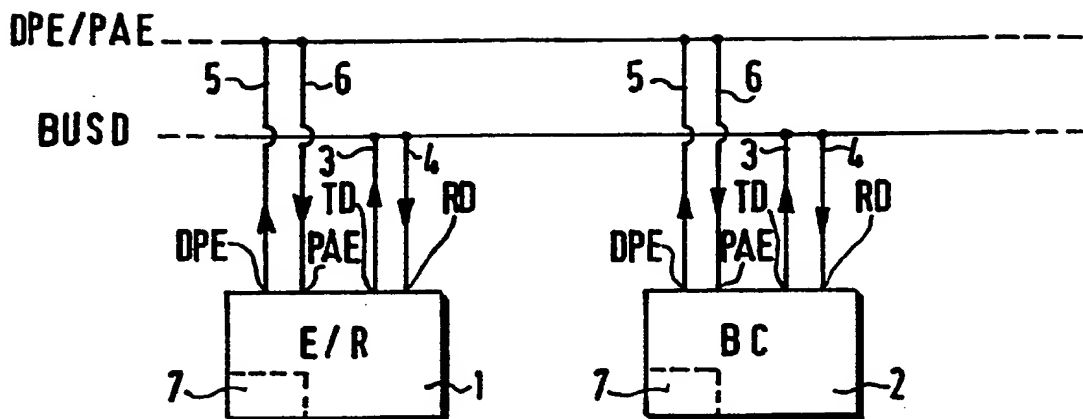 DPE/PAE
5 6 5 6
BUSD
3 4 3 4
TD RD TD RD
DPE PAE DPE PAE
E/R BC
7 1 7 2